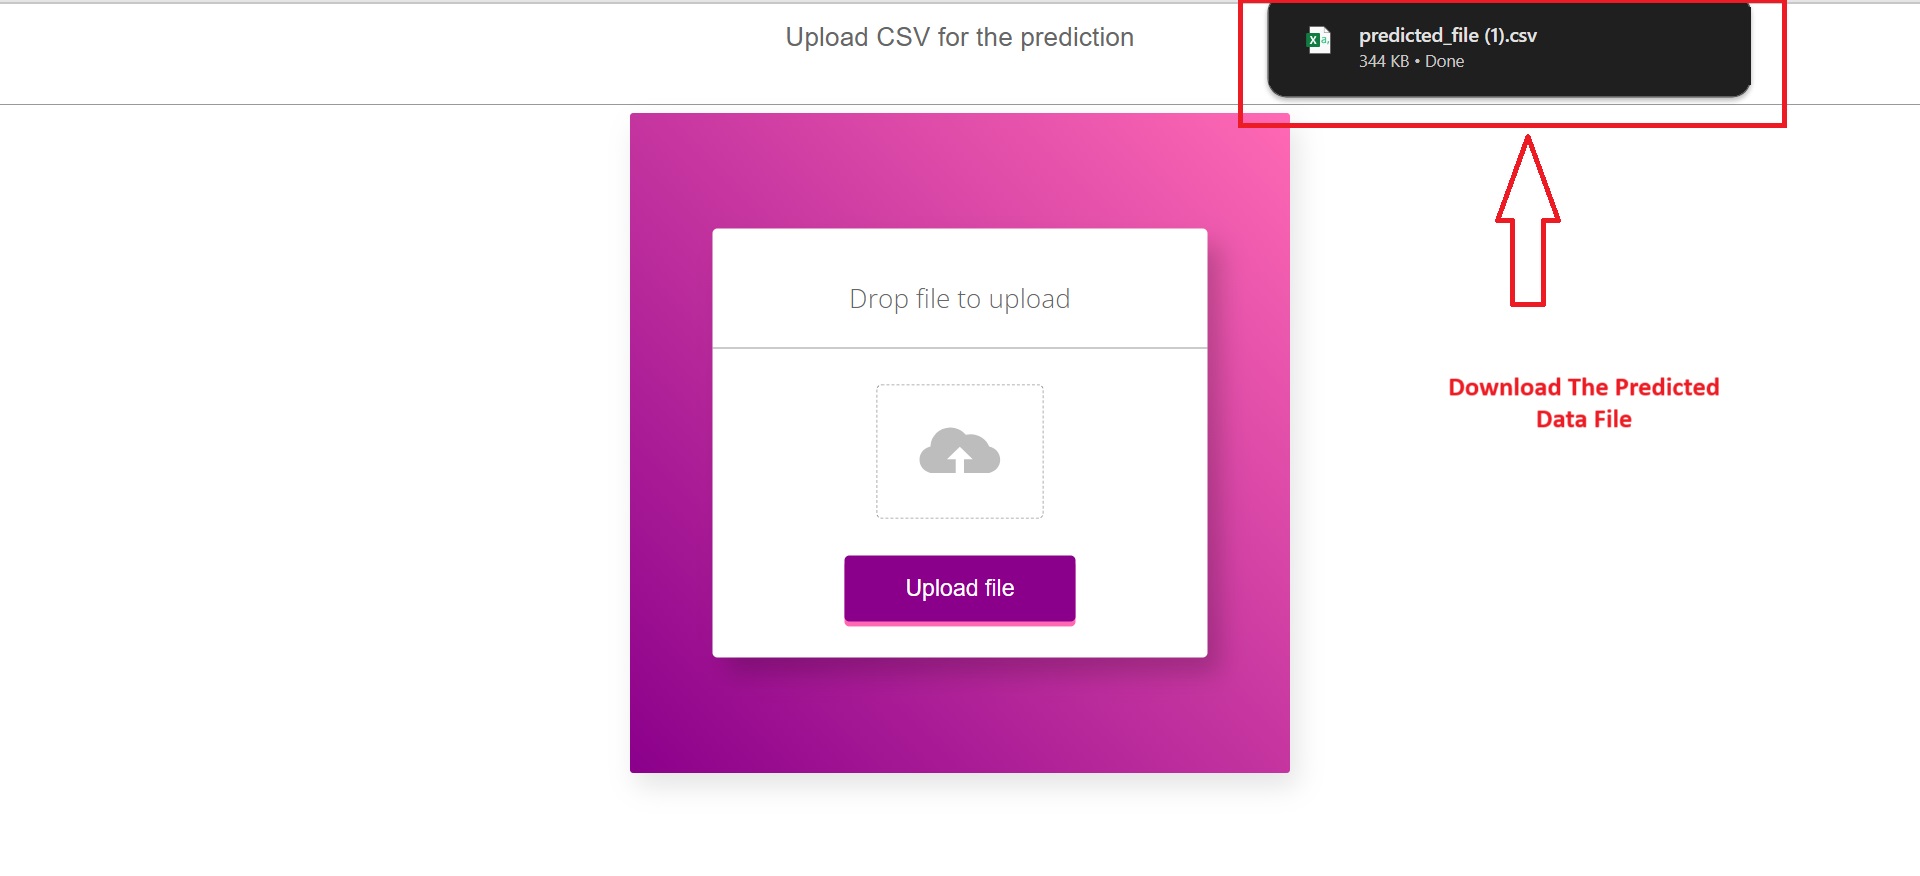 Upload CSV for the prediction
predicted_file (1).csv
344 KB • Done
Drop file to upload
Upload file
Download The Predicted
Data File